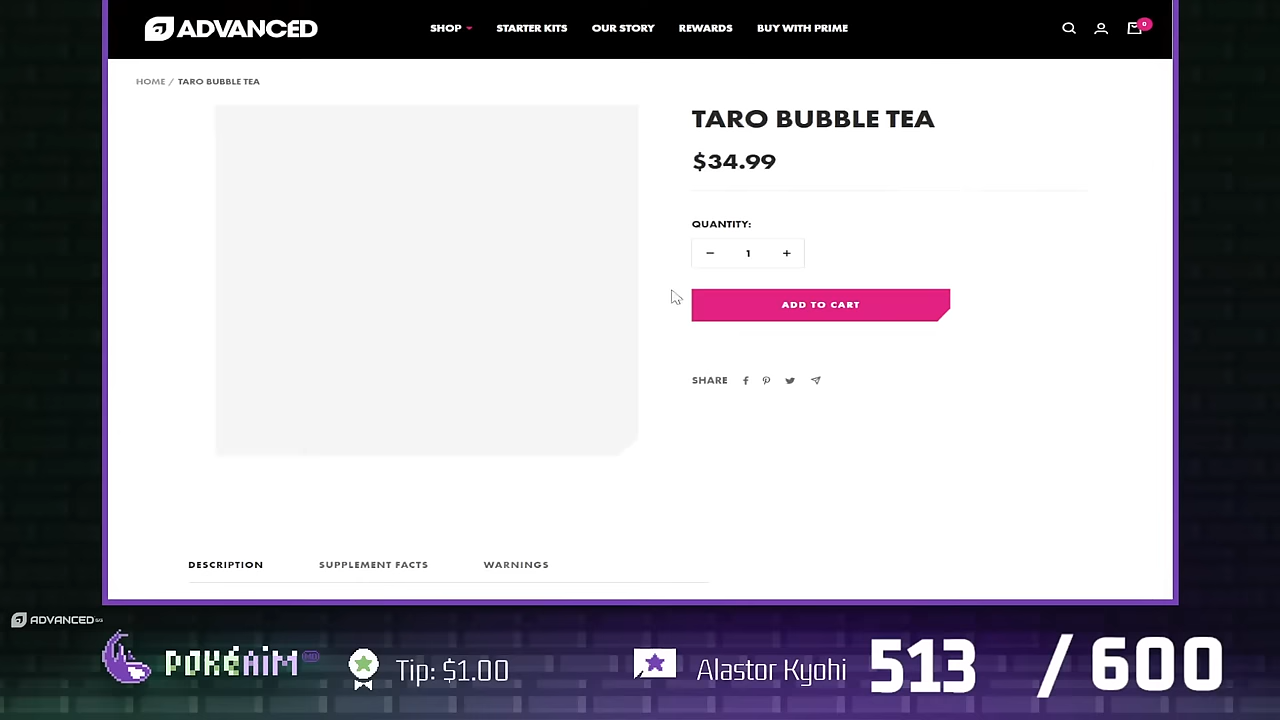 ADVANCED
SHOP
STARTER KITS
OUR STORY
REWARDS
BUY WITH PRIME
0
HOME / TARO BUBBLE TEA
TARO BUBBLE TEA
$34.99
QUANTITY:
− 1 +
ADD TO CART
SHARE
DESCRIPTION
SUPPLEMENT FACTS
WARNINGS
ADVANCED
POKÉAIM
Tip: $1.00
Alastor Kyohi
513 / 600